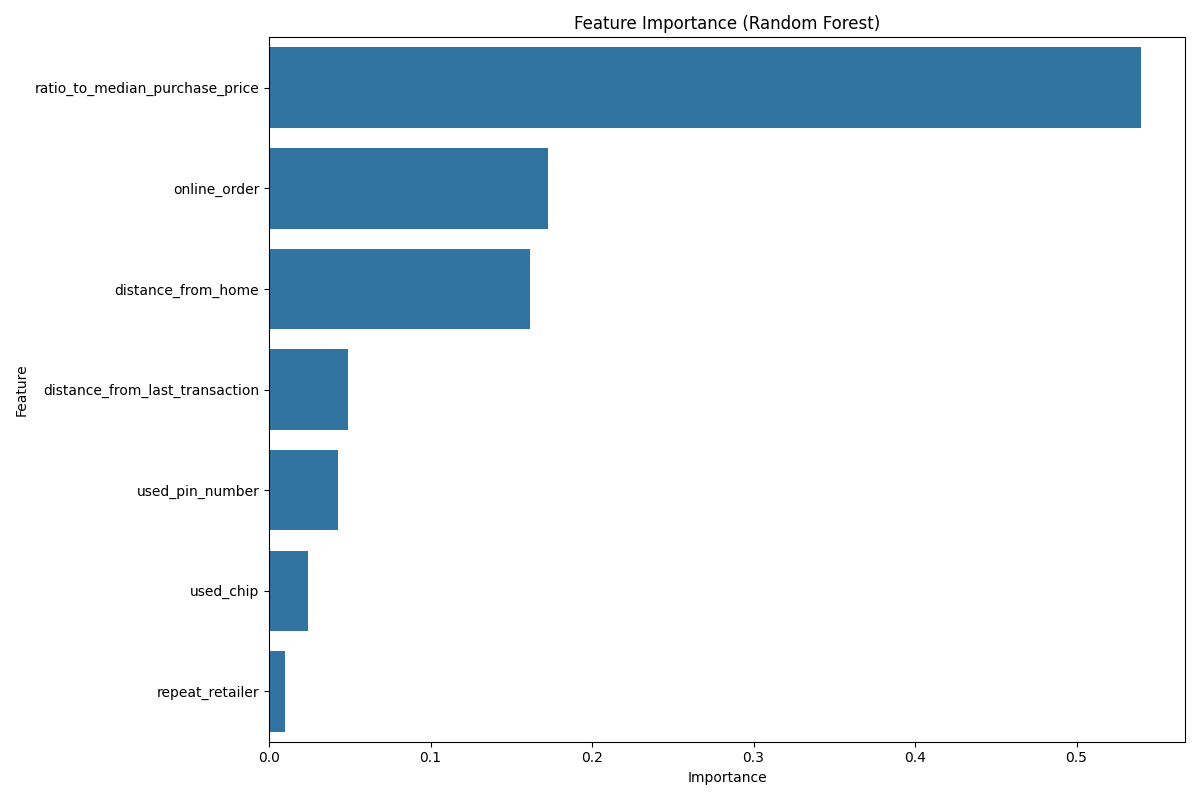 Feature Importance (Random Forest)
ratio_to_median_purchase_price
online_order
distance_from_home
distance_from_last_transaction
used_pin_number
used_chip
repeat_retailer
Feature
0.0 0.1 0.2 0.3 0.4 0.5
Importance